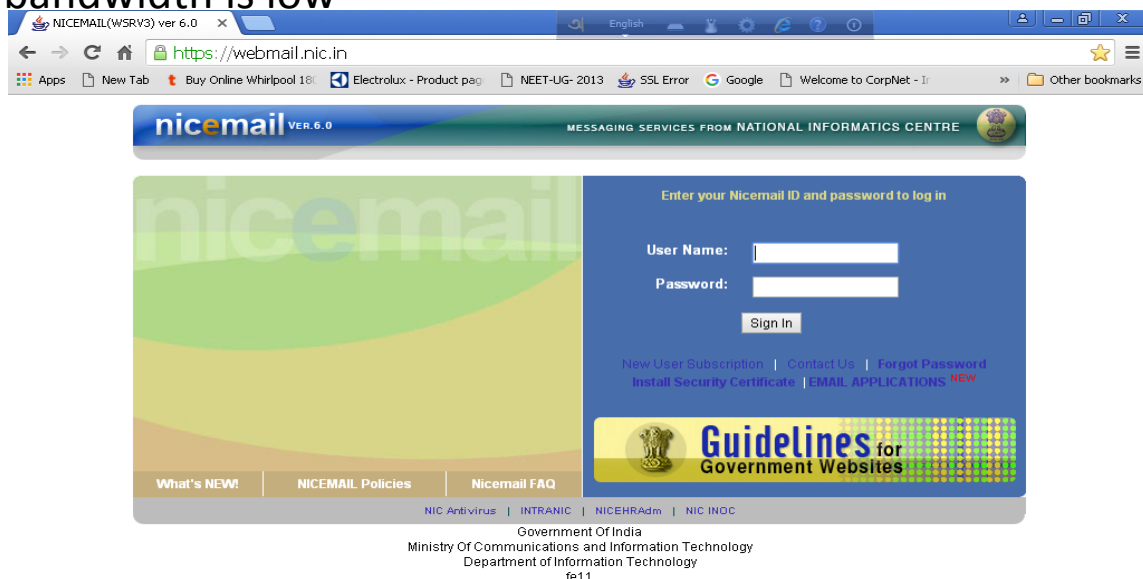 bandwidth is low
NICEMAIL(WSRV3) ver 6.0
English
https://webmail.nic.in
Apps New Tab Buy Online Whirlpool 180 Electrolux - Product pag NEET-UG- 2013 SSL Error Google Welcome to CorpNet - Ir » Other bookmarks
nicemail VER.6.0 MESSAGING SERVICES FROM NATIONAL INFORMATICS CENTRE
nicemail
Enter your Nicemail ID and password to log in
User Name:
Password:
Sign In
New User Subscription | Contact Us | Forgot Password
Install Security Certificate | EMAIL APPLICATIONS NEW
Guidelines for
Government Websites
What's NEW! NICEMAIL Policies Nicemail FAQ
NIC Antivirus | INTRANIC | NICEHRAdm | NIC INOC
Government Of India
Ministry Of Communications and Information Technology
Department of Information Technology
fe11